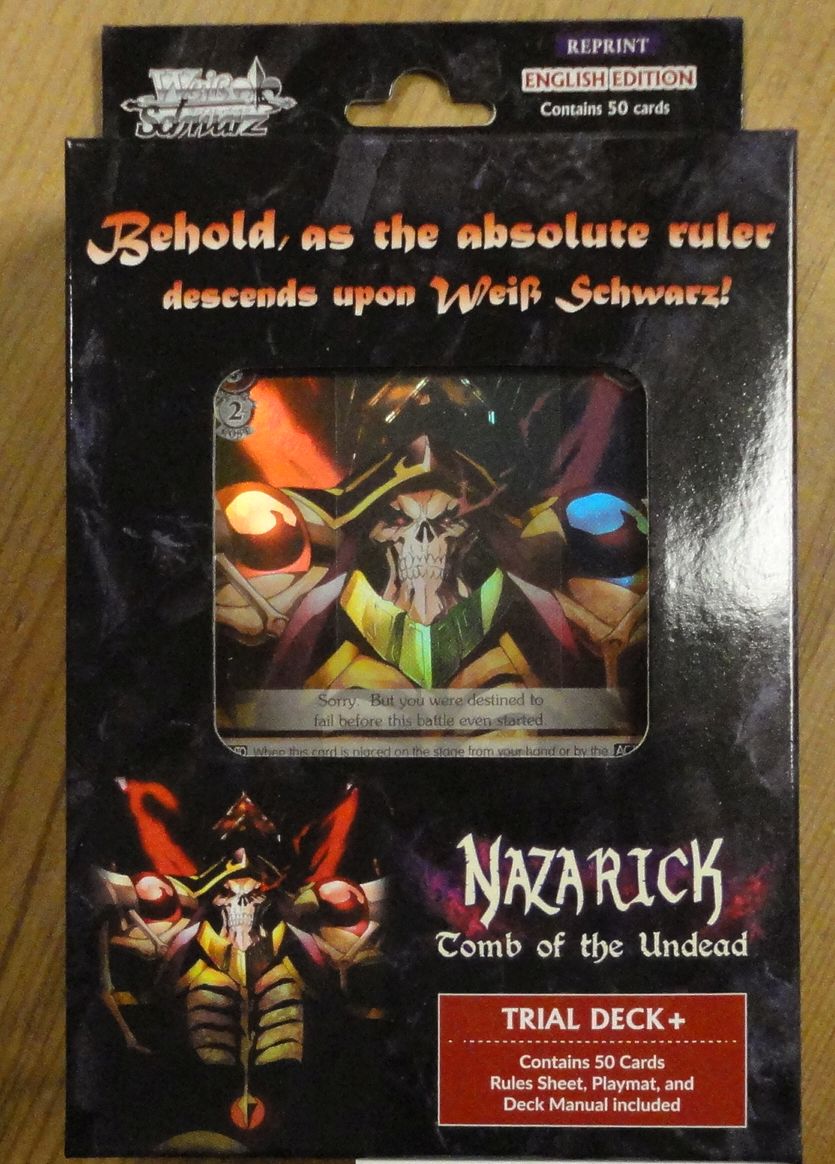 Weiß
Schwarz
REPRINT
ENGLISH EDITION
Contains 50 cards
Behold, as the absolute ruler
descends upon Weiß Schwarz!
2
COST
Sorry. But you were destined to
fail before this battle even started.
When this card is placed on the stage from your hand or by the
NAZARICK
Tomb of the Undead
TRIAL DECK+
Contains 50 Cards
Rules Sheet, Playmat, and
Deck Manual included